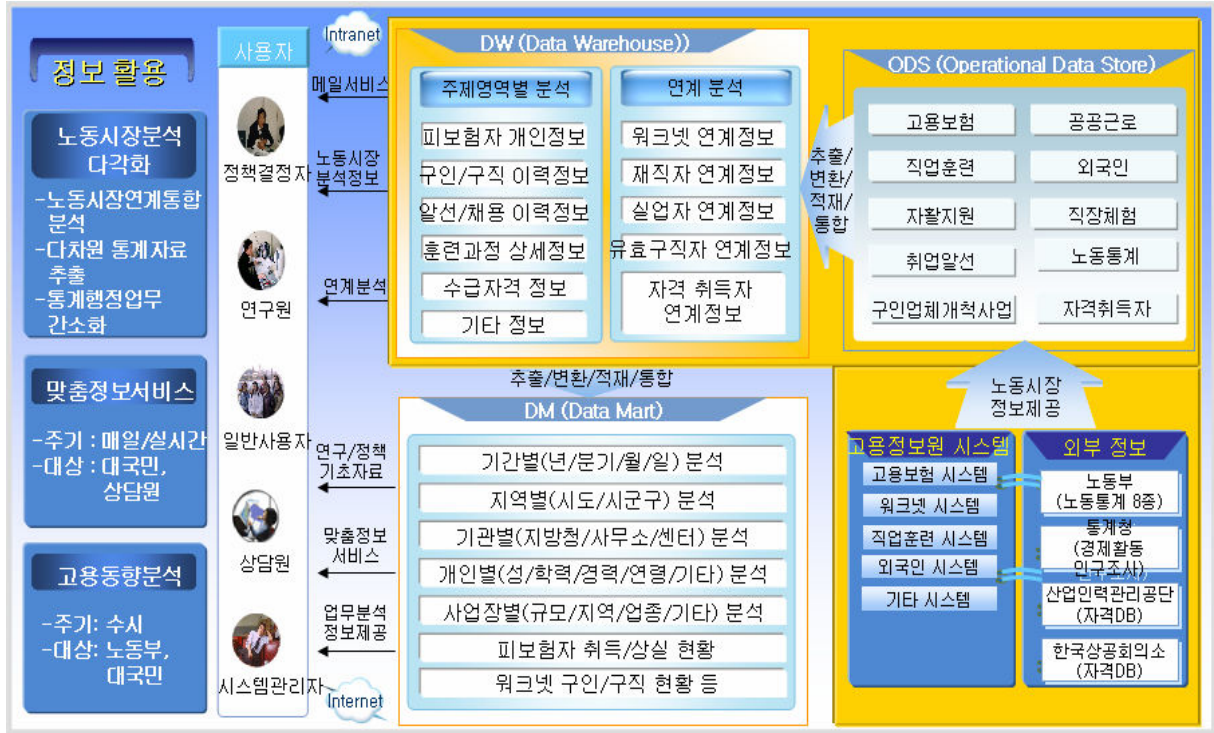 정보 활용
노동시장분석
다각화
-노동시장연계통합
분석
-다차원 통계자료
추출
-통계행정업무
간소화
맞춤정보서비스
-주기 : 매일/실시간
-대상 : 대국민,
상담원
고용동향분석
-주기: 수시
-대상: 노동부,
대국민
사용자
정책결정자
연구원
일반사용자
상담원
시스템관리자
Intranet
메일서비스
노동시장
분석정보
연계분석
연구/정책
기초자료
맞춤정보
서비스
업무분석
정보제공
Internet
DW (Data Warehouse))
주제영역별 분석
피보험자 개인정보
구인/구직 이력정보
알선/채용 이력정보
훈련과정 상세정보
수급자격 정보
기타 정보
연계 분석
워크넷 연계정보
재직자 연계정보
실업자 연계정보
유효구직자 연계정보
자격 취득자
연계정보
추출/변환/적재/통합
DM (Data Mart)
기간별(년/분기/월/일) 분석
지역별(시도/시군구) 분석
기관별(지방청/사무소/센터) 분석
개인별(성/학력/경력/연령/기타) 분석
사업장별(규모/지역/업종/기타) 분석
피보험자 취득/상실 현황
워크넷 구인/구직 현황 등
추출/
변환/
적재/
통합
ODS (Operational Data Store)
고용보험
공공근로
직업훈련
외국인
자활지원
직장체험
취업알선
노동통계
구인업체개척사업
자격취득자
노동시장
정보제공
고용정보원 시스템
고용보험 시스템
워크넷 시스템
직업훈련 시스템
외국인 시스템
기타 시스템
외부 정보
노동부
(노동통계 8종)
통계청
(경제활동
인구조사)
산업인력관리공단
(자격DB)
한국상공회의소
(자격DB)